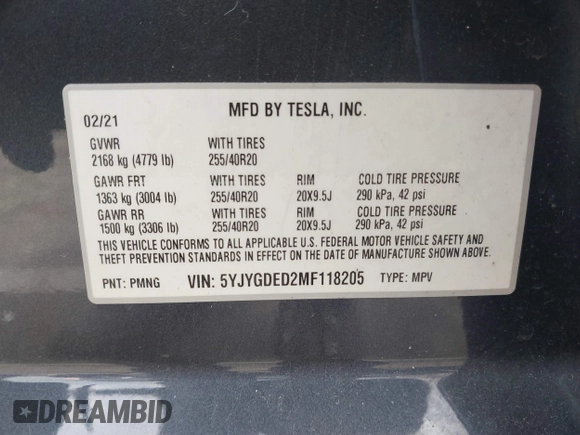 MFD BY TESLA, INC.
02/21
GVWR WITH TIRES
2168 kg (4779 lb) 255/40R20
GAWR FRT WITH TIRES RIM COLD TIRE PRESSURE
1363 kg (3004 lb) 255/40R20 20X9.5J 290 kPa, 42 psi
GAWR RR WITH TIRES RIM COLD TIRE PRESSURE
1500 kg (3306 lb) 255/40R20 20X9.5J 290 kPa, 42 psi
THIS VEHICLE CONFORMS TO ALL APPLICABLE U.S. FEDERAL MOTOR VEHICLE SAFETY AND
THEFT PREVENTION STANDARDS IN EFFECT ON THE DATE OF MANUFACTURE SHOWN ABOVE.
PNT: PMNG VIN: 5YJYGDED2MF118205 TYPE: MPV
DREAMBID